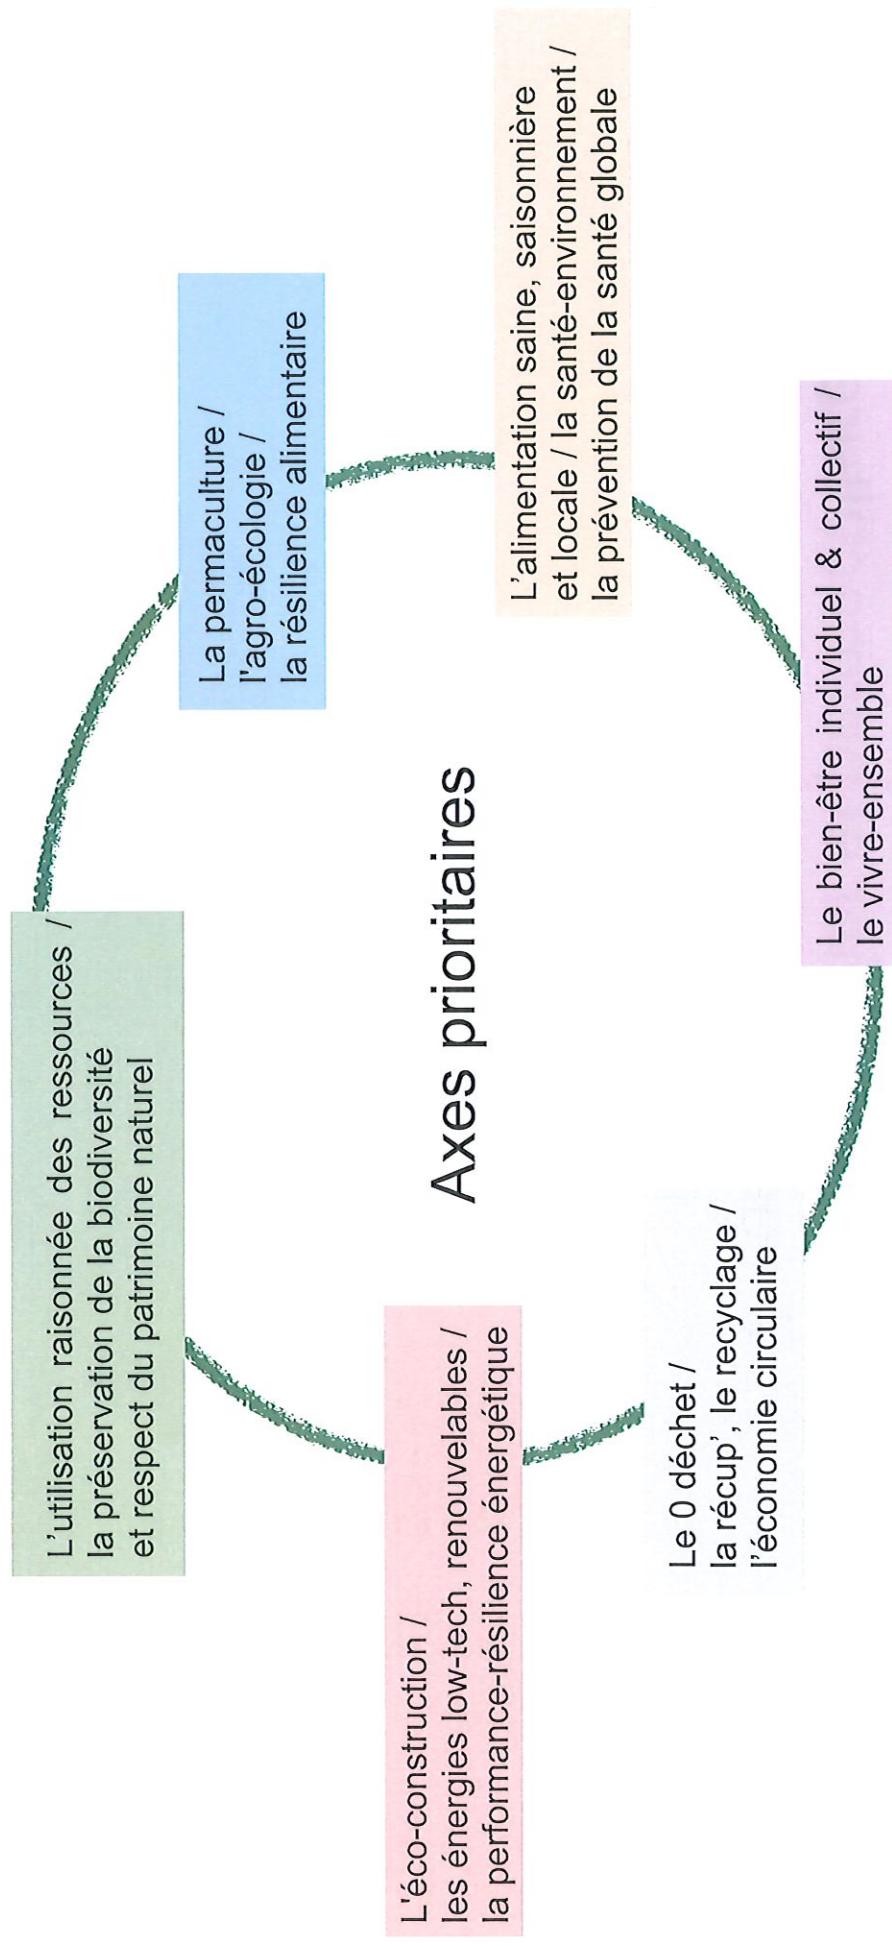 L'utilisation raisonnée des ressources /
la préservation de la biodiversité
et respect du patrimoine naturel
La permaculture /
l'agro-écologie /
la résilience alimentaire
L'alimentation saine, saisonnière
et locale / la santé-environnement /
la prévention de la santé globale
Le bien-être individuel & collectif /
le vivre-ensemble
Le 0 déchet /
la récup', le recyclage /
l'économie circulaire
L'éco-construction /
les énergies low-tech, renouvelables /
la performance-résilience énergétique
Axes prioritaires